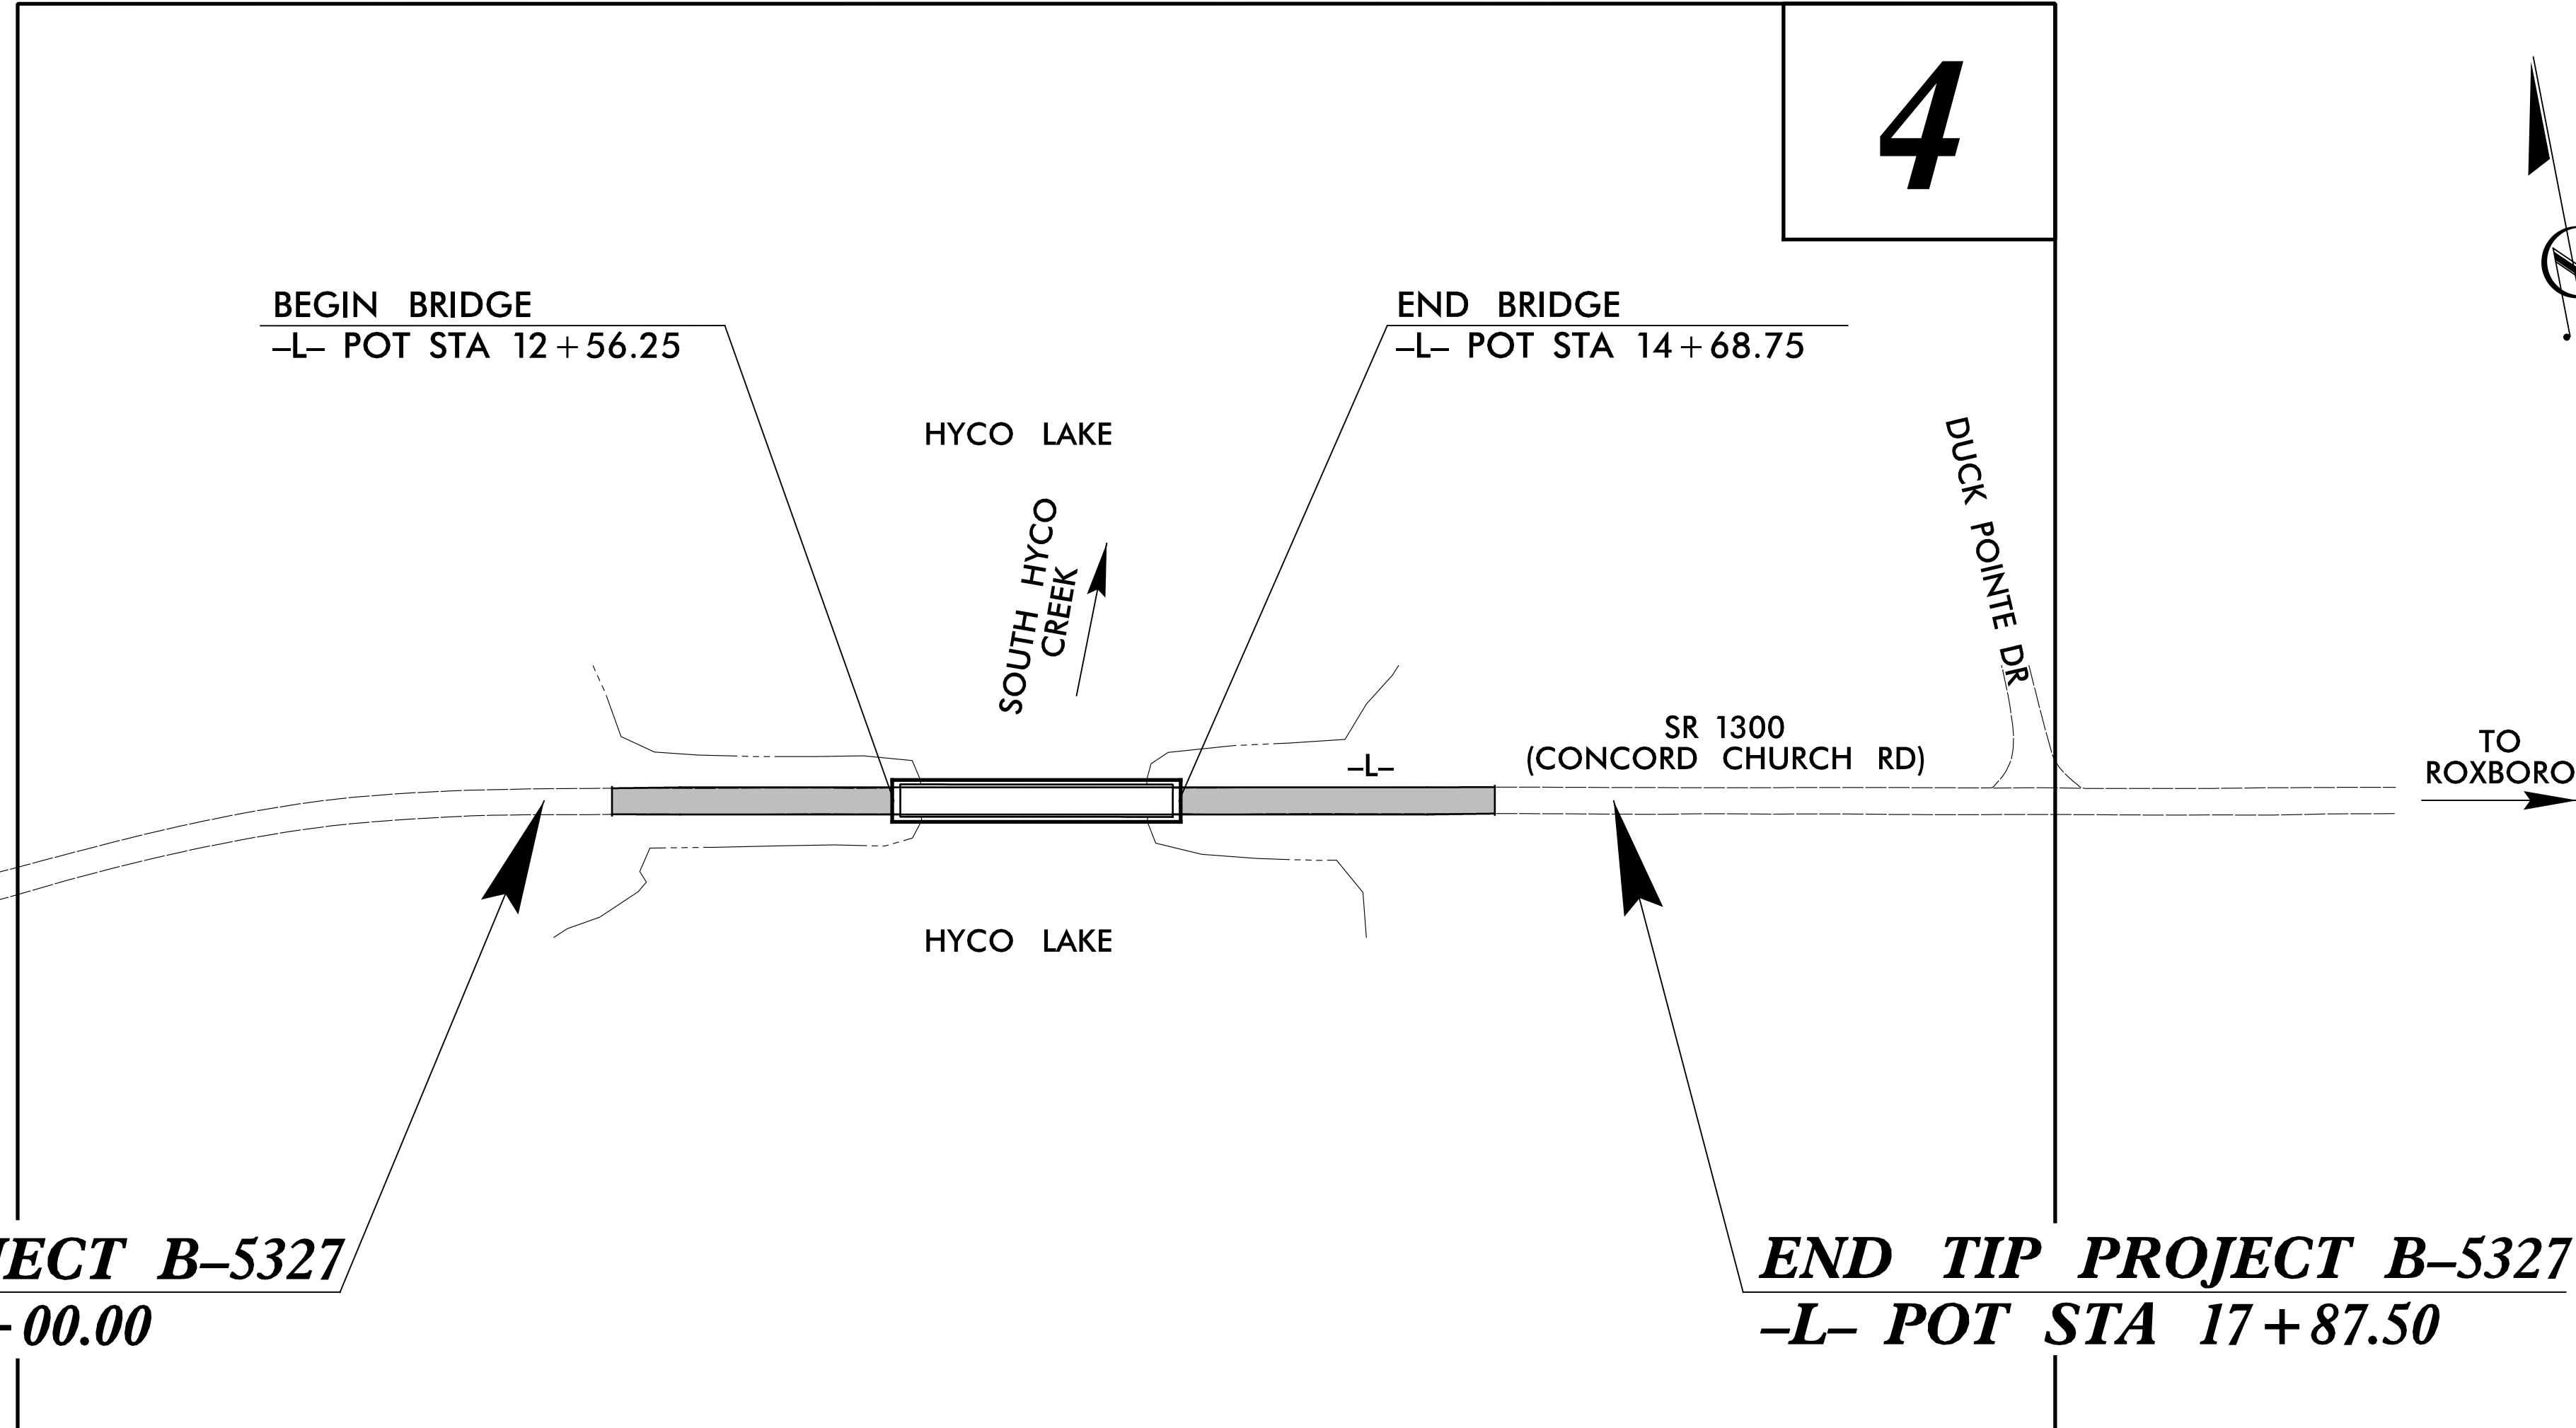 4
BEGIN BRIDGE
–L– POT STA 12+56.25
END BRIDGE
–L– POT STA 14+68.75
HYCO LAKE
SOUTH HYCO
CREEK
DUCK POINTE DR
–L–
SR 1300
(CONCORD CHURCH RD)
TO
ROXBORO
HYCO LAKE
JECT B–5327
+00.00
END TIP PROJECT B–5327
–L– POT STA 17+87.50